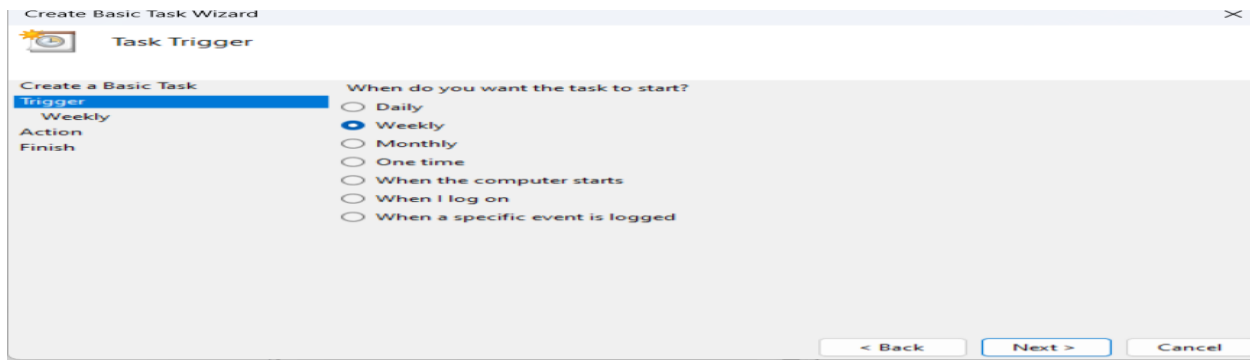 Create Basic Task Wizard
Task Trigger
Create a Basic Task
Trigger
Weekly
Action
Finish
When do you want the task to start?
Daily
Weekly
Monthly
One time
When the computer starts
When I log on
When a specific event is logged
< Back
Next >
Cancel